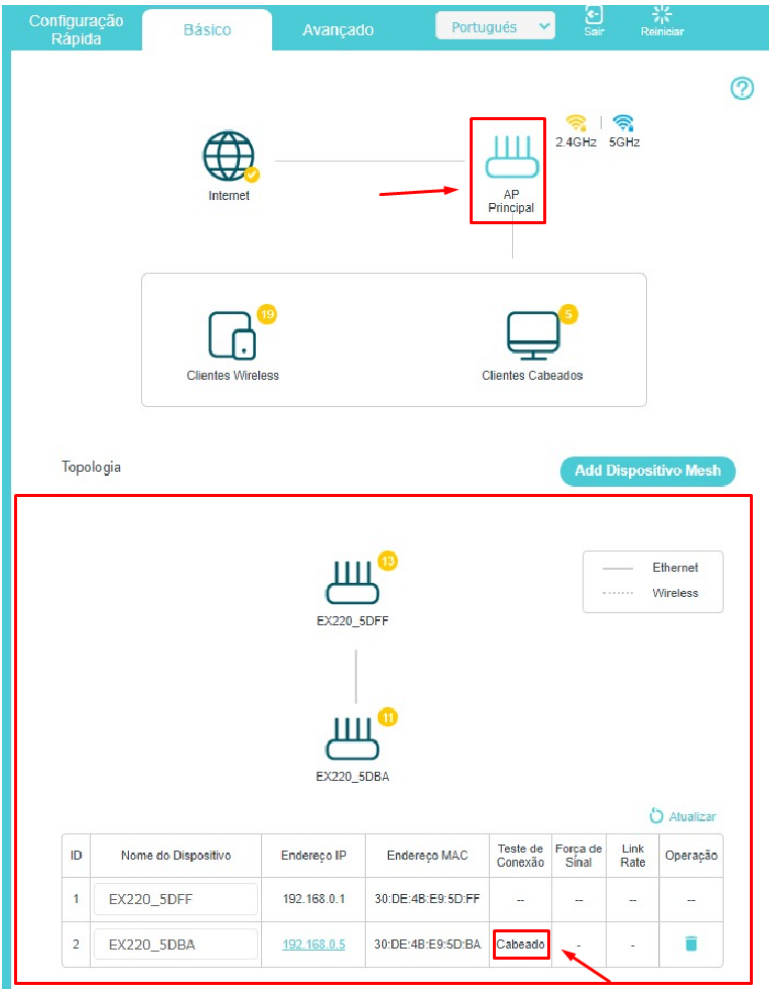 Configuração
Rápida
Básico
Avançado
Português
Sair
Reiniciar
2.4GHz
5GHz
Internet
AP
Principal
19
5
Clientes Wireless
Clientes Cabeados
Topologia
Add Dispositivo Mesh
13
Ethernet
Wireless
EX220_5DFF
11
EX220_5DBA
Atualizar
ID Nome do Dispositivo Endereço IP Endereço MAC Teste de Conexão Força de Sinal Link Rate Operação
1 EX220_5DFF 192.168.0.1 30:DE:4B:E9:5D:FF -- -- -- --
2 EX220_5DBA 192.168.0.5 30:DE:4B:E9:5D:BA Cabeado - -